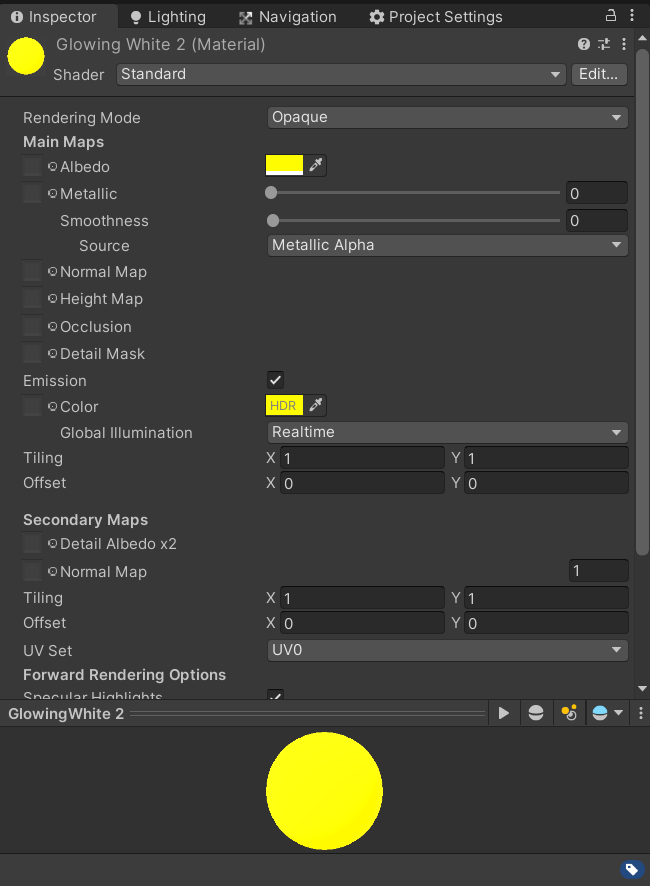 Inspector Lighting Navigation Project Settings
Glowing White 2 (Material)
Shader Standard Edit...
Rendering Mode Opaque
Main Maps
Albedo
Metallic 0
Smoothness 0
Source Metallic Alpha
Normal Map
Height Map
Occlusion
Detail Mask
Emission
Color HDR
Global Illumination Realtime
Tiling X 1 Y 1
Offset X 0 Y 0
Secondary Maps
Detail Albedo x2
Normal Map 1
Tiling X 1 Y 1
Offset X 0 Y 0
UV Set UV0
Forward Rendering Options
Specular Highlights
GlowingWhite 2